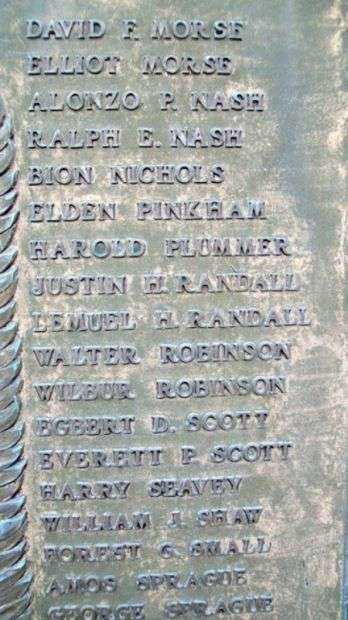 DAVID F. MORSE
ELLIOT MORSE
ALONZO P. NASH
RALPH E. NASH
BION NICHOLS
ELDEN PINKHAM
HAROLD PLUMMER
JUSTIN H. RANDALL
LEMUEL H. RANDALL
WALTER ROBINSON
WILBUR ROBINSON
EGBERT D. SCOTT
EVERETT P. SCOTT
HARRY SEAVEY
WILLIAM J. SHAW
FOREST G. SMALL
AMOS SPRAGUE
GEORGE SPRAGUE